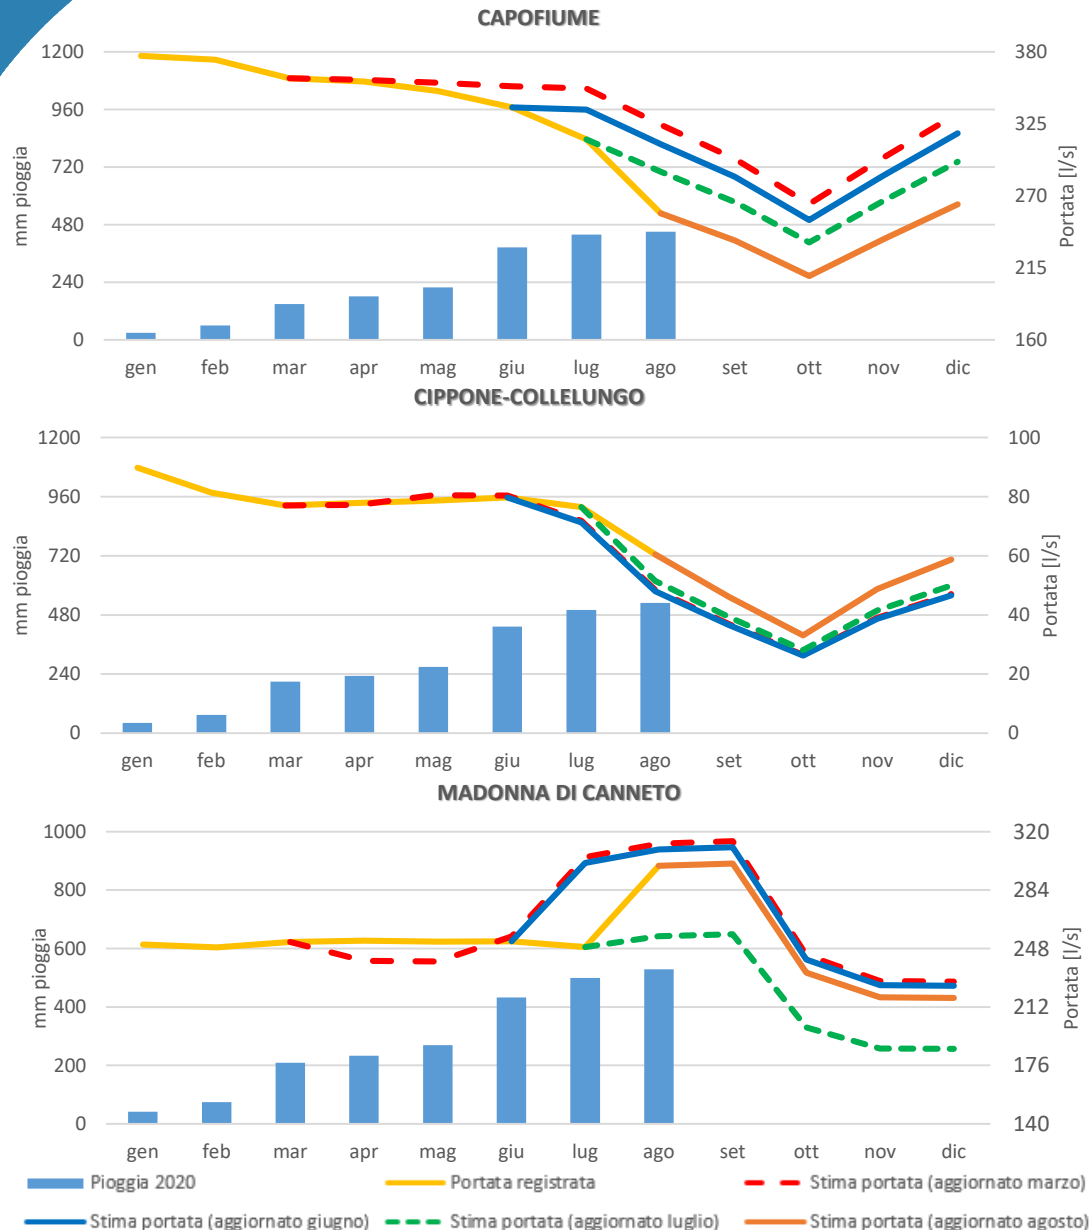 CAPOFIUME
1200 380
960 325
720 270
480 215
240
0 160
mm pioggia
Portata [l/s]
gen feb mar apr mag giu lug ago set ott nov dic
CIPPONE-COLLELUNGO
1200 100
960 80
720 60
480 40
240 20
0 0
mm pioggia
Portata [l/s]
gen feb mar apr mag giu lug ago set ott nov dic
MADONNA DI CANNETO
1000 320
800 284
600 248
400 212
200 176
0 140
mm pioggia
Portata [l/s]
gen feb mar apr mag giu lug ago set ott nov dic
Pioggia 2020 Portata registrata Stima portata (aggiornato marzo)
Stima portata (aggiornato giugno) Stima portata (aggiornato luglio) Stima portata (aggiornato agosto)